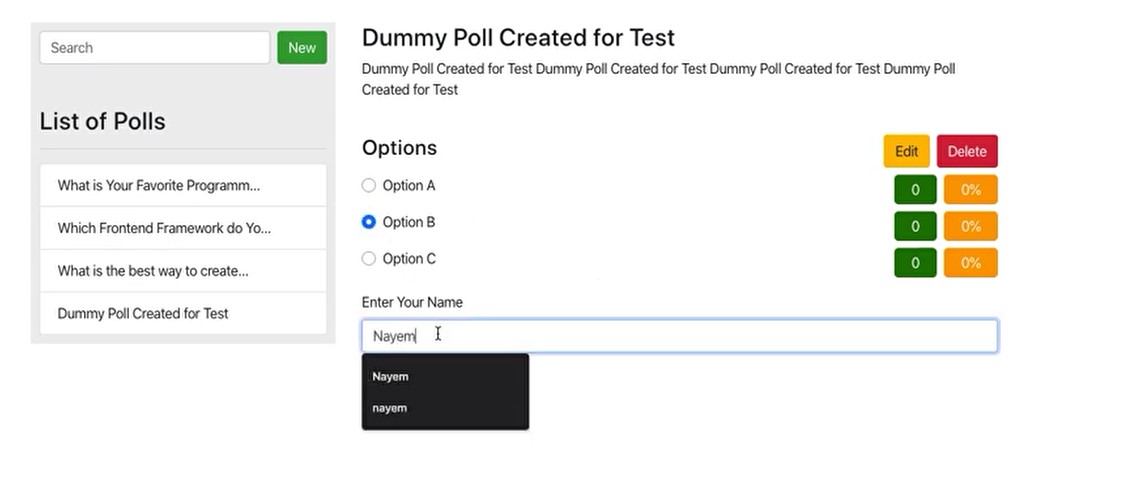 Search
New
List of Polls
What is Your Favorite Programm...
Which Frontend Framework do Yo...
What is the best way to create...
Dummy Poll Created for Test
Dummy Poll Created for Test
Dummy Poll Created for Test Dummy Poll Created for Test Dummy Poll Created for Test Dummy Poll
Created for Test
Options
Edit
Delete
Option A
0
0%
Option B
0
0%
Option C
0
0%
Enter Your Name
Nayem
Nayem
nayem